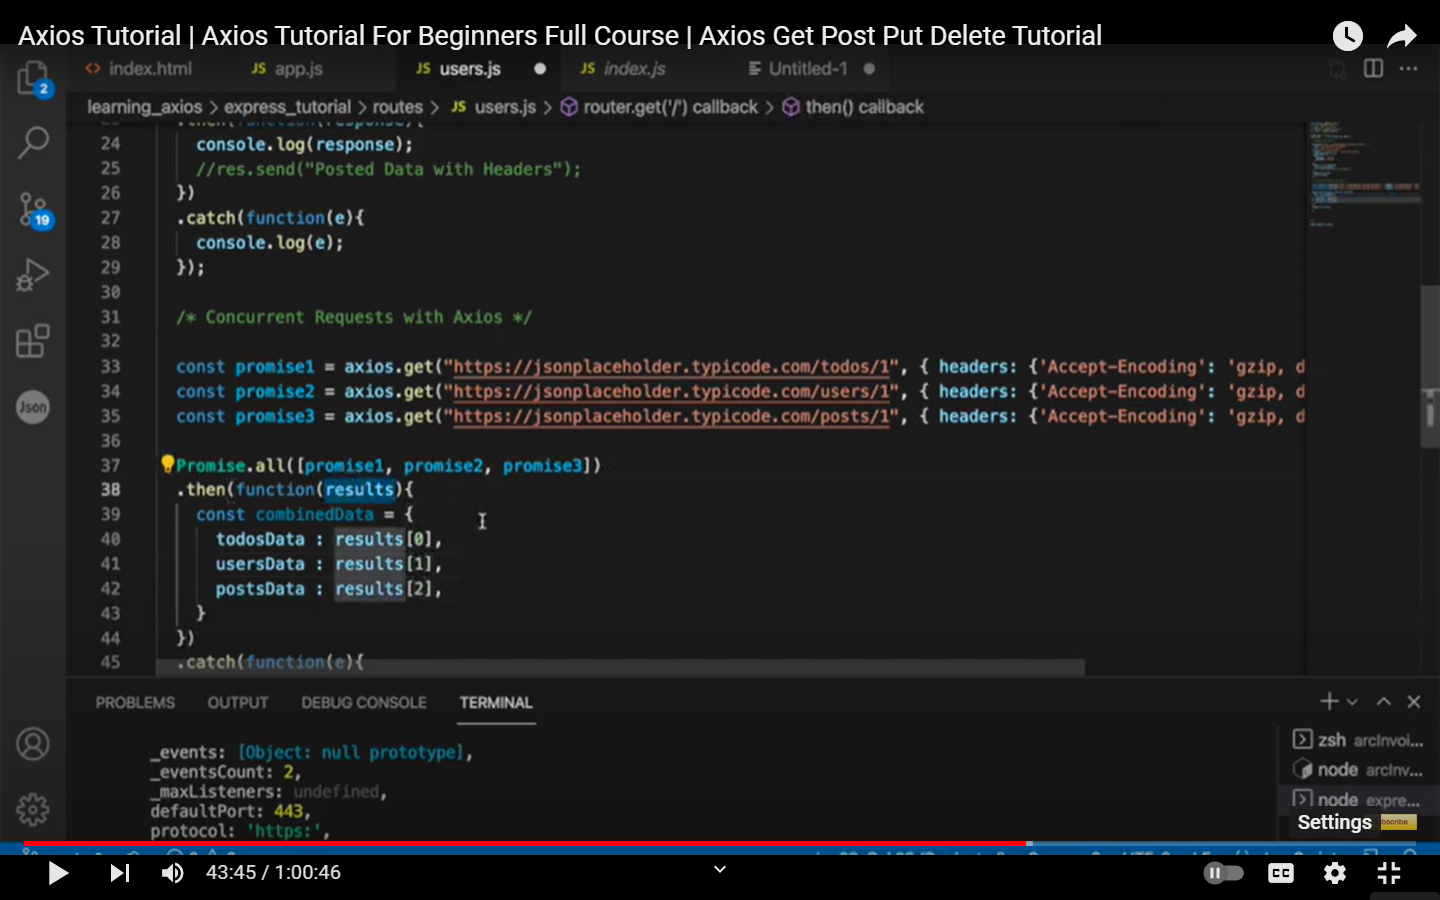 Axios Tutorial | Axios Tutorial For Beginners Full Course | Axios Get Post Put Delete Tutorial
2
<> index.html JS app.js JS users.js JS index.js Untitled-1
learning_axios > express_tutorial > routes > JS users.js > router.get('/') callback > then() callback
24 console.log(response);
25 //res.send("Posted Data with Headers");
26 })
27 .catch(function(e){
19
28 console.log(e);
29 });
30
31 /* Concurrent Requests with Axios */
32
33 const promise1 = axios.get("https://jsonplaceholder.typicode.com/todos/1", { headers: {'Accept-Encoding': 'gzip, d
34 const promise2 = axios.get("https://jsonplaceholder.typicode.com/users/1", { headers: {'Accept-Encoding': 'gzip, d
Json
35 const promise3 = axios.get("https://jsonplaceholder.typicode.com/posts/1", { headers: {'Accept-Encoding': 'gzip, d
36
37 Promise.all([promise1, promise2, promise3])
38 .then(function(results){
39 const combinedData = {
40 todosData : results[0],
41 usersData : results[1],
42 postsData : results[2],
43 }
44 })
45 .catch(function(e){
PROBLEMS OUTPUT DEBUG CONSOLE TERMINAL
_events: [Object: null prototype],
_eventsCount: 2,
_maxListeners: undefined,
defaultPort: 443,
protocol: 'https:',
zsh arcInvoi...
node arcInv...
node expre...
Settings
43:45 / 1:00:46
CC